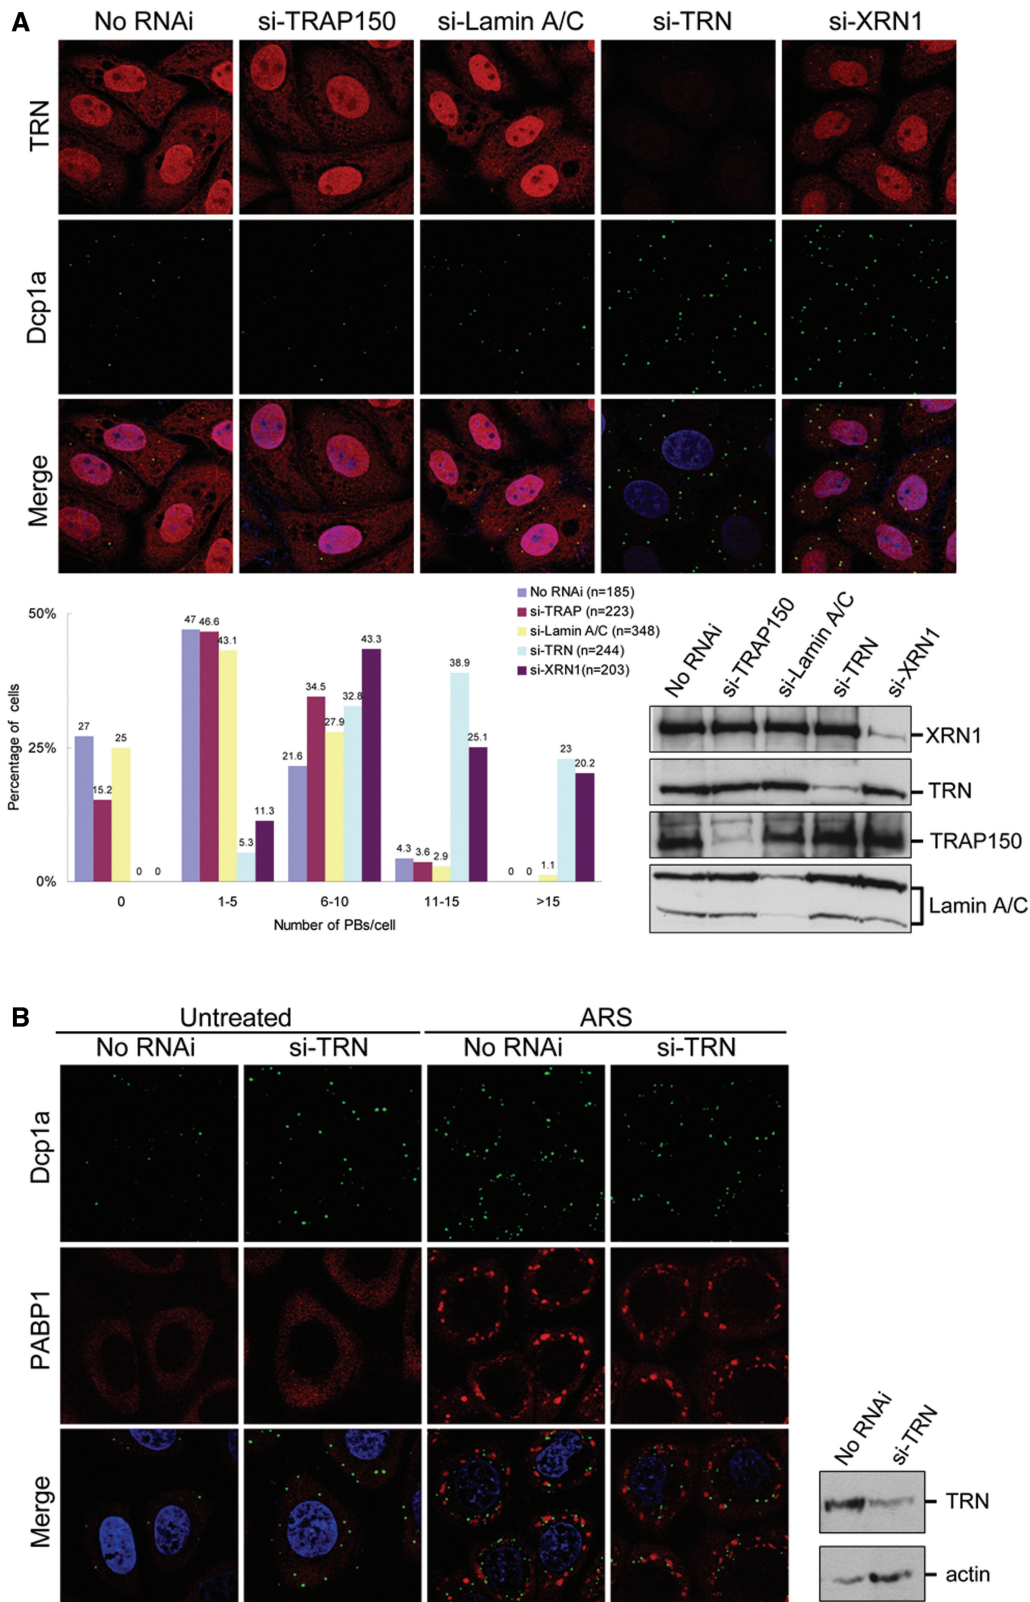 A
No RNAi
si-TRAP150
si-Lamin A/C
si-TRN
si-XRN1
TRN
Dcp1a
Merge
No RNAi (n=185)
si-TRAP (n=223)
si-Lamin A/C (n=348)
si-TRN (n=244)
si-XRN1(n=203)
Percentage of cells
50%
25%
0%
27
15.2
25
0
0
47
46.6
43.1
5.3
11.3
21.6
34.5
27.9
32.8
43.3
4.3
3.6
2.9
38.9
25.1
0
0
1.1
23
20.2
0
1-5
6-10
11-15
>15
Number of PBs/cell
No RNAi
si-TRAP150
si-Lamin A/C
si-TRN
si-XRN1
XRN1
TRN
TRAP150
Lamin A/C
B
Untreated
ARS
No RNAi
si-TRN
No RNAi
si-TRN
Dcp1a
PABP1
Merge
No RNAi
si-TRN
TRN
actin